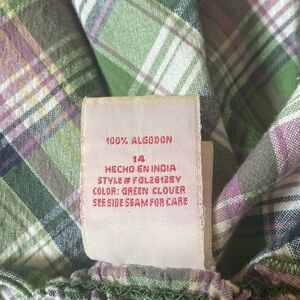 100% ALGODON
14
HECHO EN INDIA
STYLE# FGL28125Y
COLOR: GREEN CLOVER
SEE SIDE SEAM FOR CARE